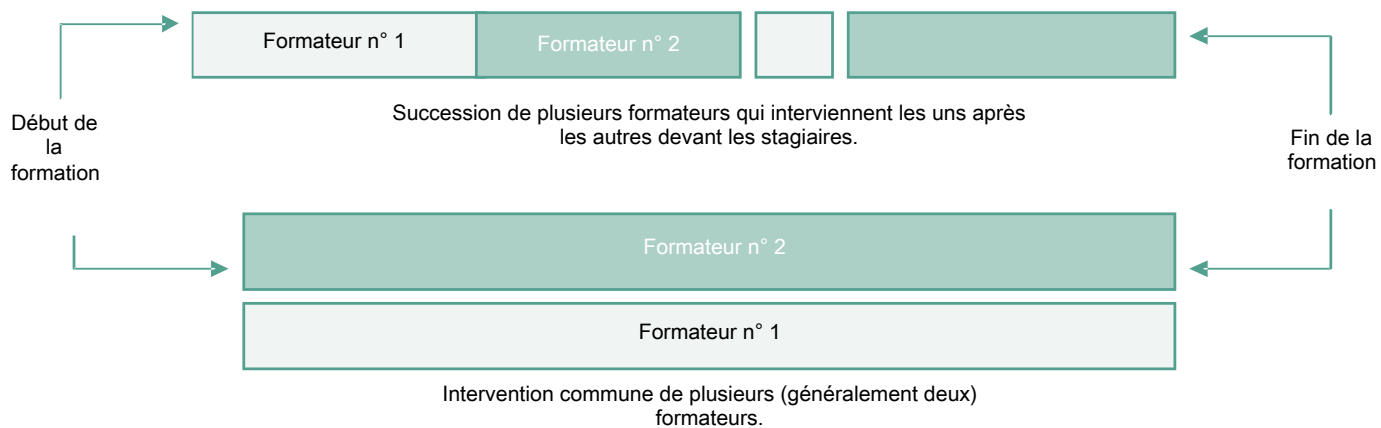 Formateur n° 1
Formateur n° 2
Succession de plusieurs formateurs qui interviennent les uns après
les autres devant les stagiaires.
Début de
la
formation
Fin de la
formation
Formateur n° 2
Formateur n° 1
Intervention commune de plusieurs (généralement deux)
formateurs.